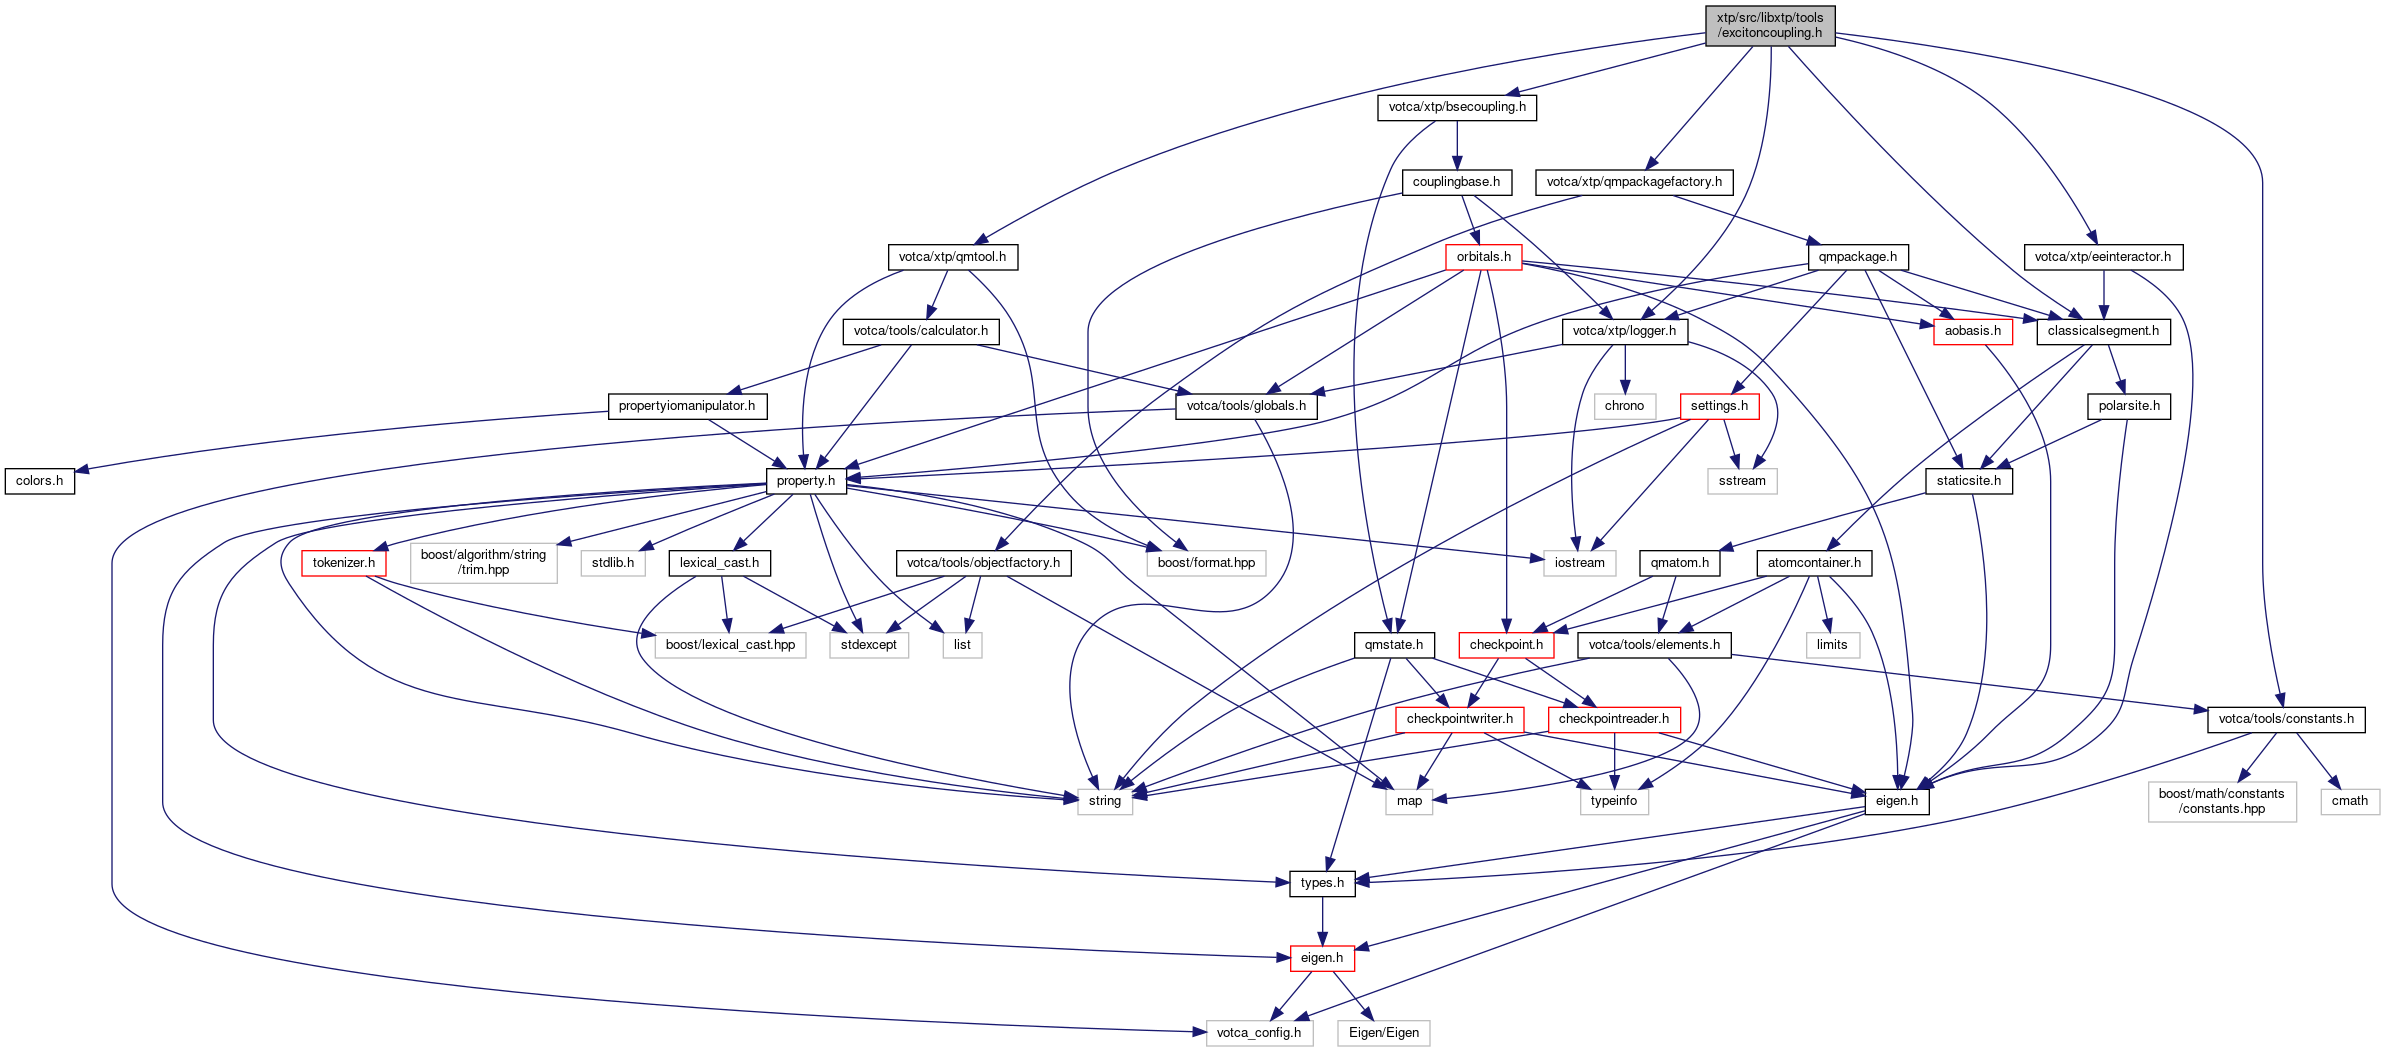 xtp/src/libxtp/tools
/excitoncoupling.h
votca/xtp/bsecoupling.h
couplingbase.h
votca/xtp/qmpackagefactory.h
votca/xtp/qmtool.h
orbitals.h
qmpackage.h
votca/xtp/eeinteractor.h
votca/tools/calculator.h
votca/xtp/logger.h
aobasis.h
classicalsegment.h
propertyiomanipulator.h
votca/tools/globals.h
chrono
settings.h
polarsite.h
colors.h
property.h
sstream
staticsite.h
tokenizer.h
boost/algorithm/string
/trim.hpp
stdlib.h
lexical_cast.h
votca/tools/objectfactory.h
boost/format.hpp
iostream
qmatom.h
atomcontainer.h
boost/lexical_cast.hpp
stdexcept
list
qmstate.h
checkpoint.h
votca/tools/elements.h
limits
checkpointwriter.h
checkpointreader.h
votca/tools/constants.h
string
map
typeinfo
eigen.h
boost/math/constants
/constants.hpp
cmath
types.h
eigen.h
votca_config.h
Eigen/Eigen